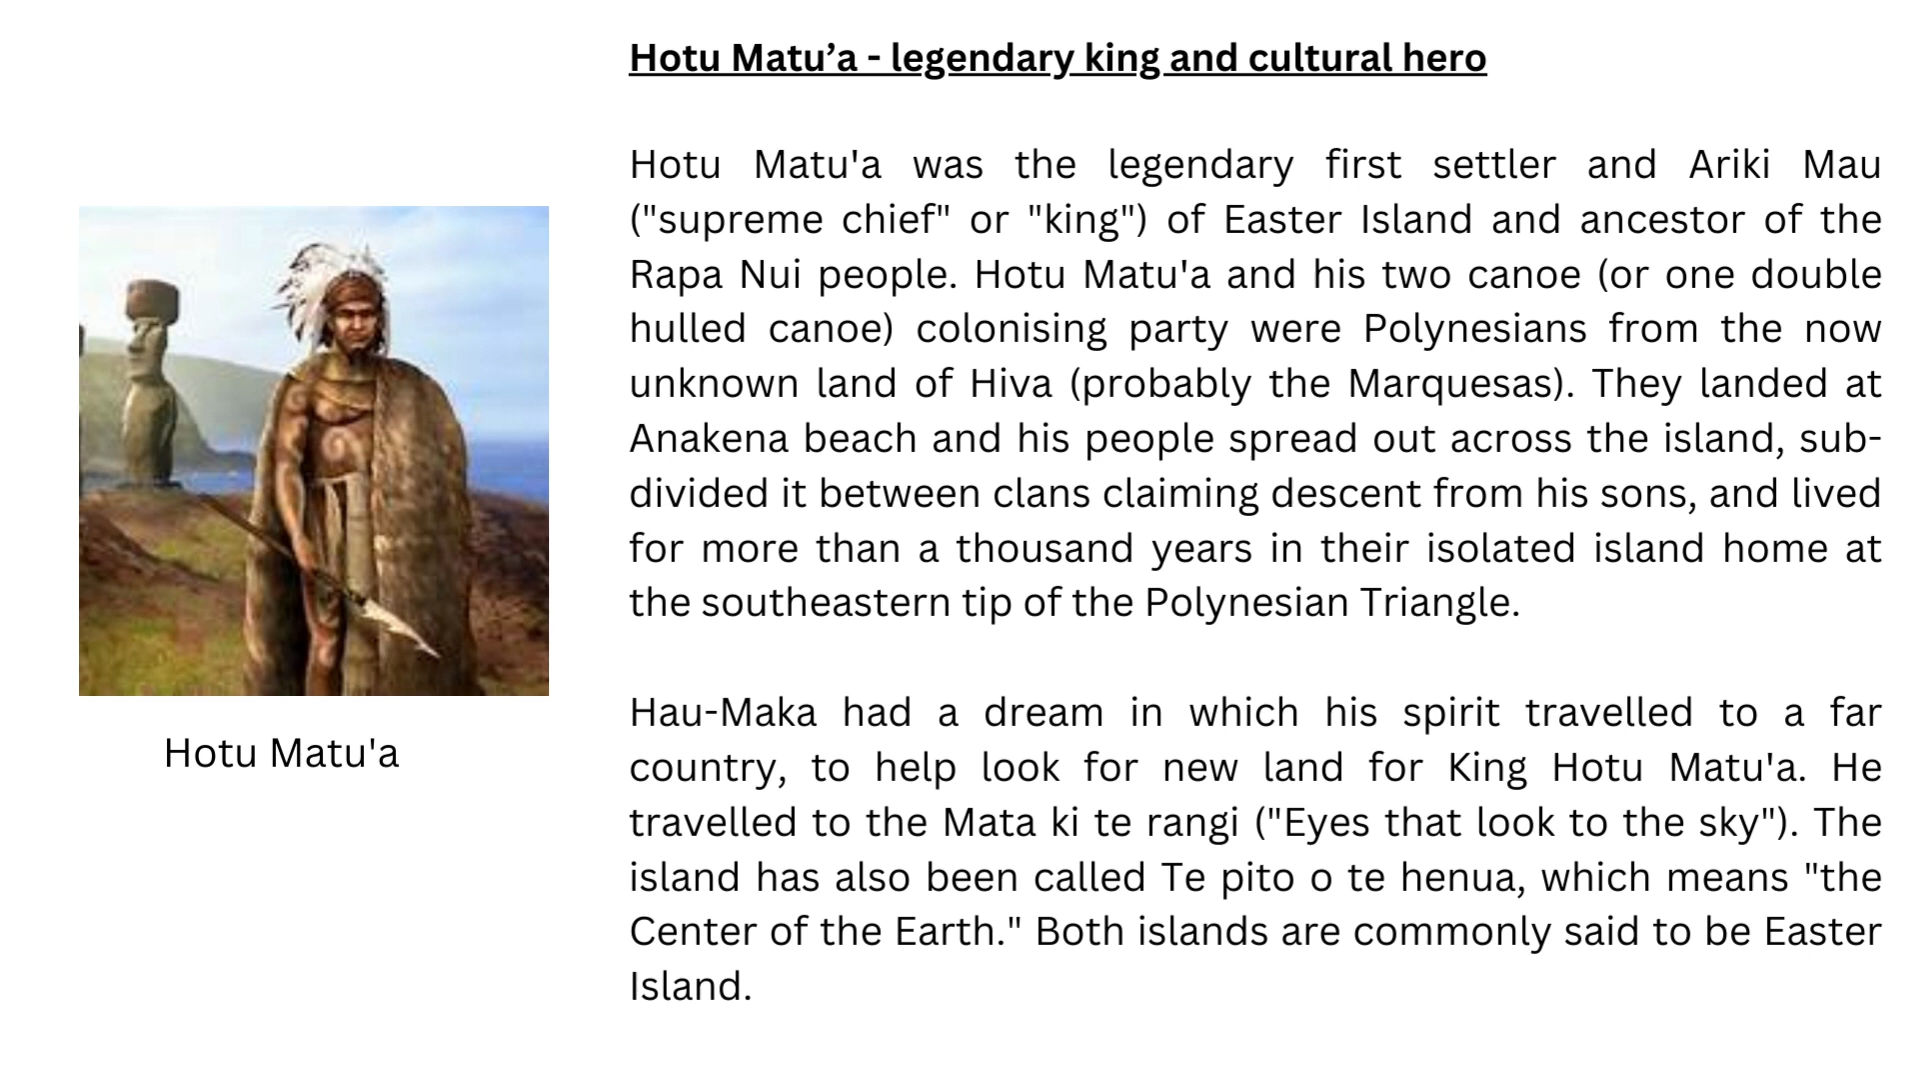 Hotu Matu’a - legendary king and cultural hero
Hotu Matu'a was the legendary first settler and Ariki Mau
("supreme chief" or "king") of Easter Island and ancestor of the
Rapa Nui people. Hotu Matu'a and his two canoe (or one double
hulled canoe) colonising party were Polynesians from the now
unknown land of Hiva (probably the Marquesas). They landed at
Anakena beach and his people spread out across the island, sub-
divided it between clans claiming descent from his sons, and lived
for more than a thousand years in their isolated island home at
the southeastern tip of the Polynesian Triangle.
Hau-Maka had a dream in which his spirit travelled to a far
country, to help look for new land for King Hotu Matu'a. He
travelled to the Mata ki te rangi ("Eyes that look to the sky"). The
island has also been called Te pito o te henua, which means "the
Center of the Earth." Both islands are commonly said to be Easter
Island.
Hotu Matu'a